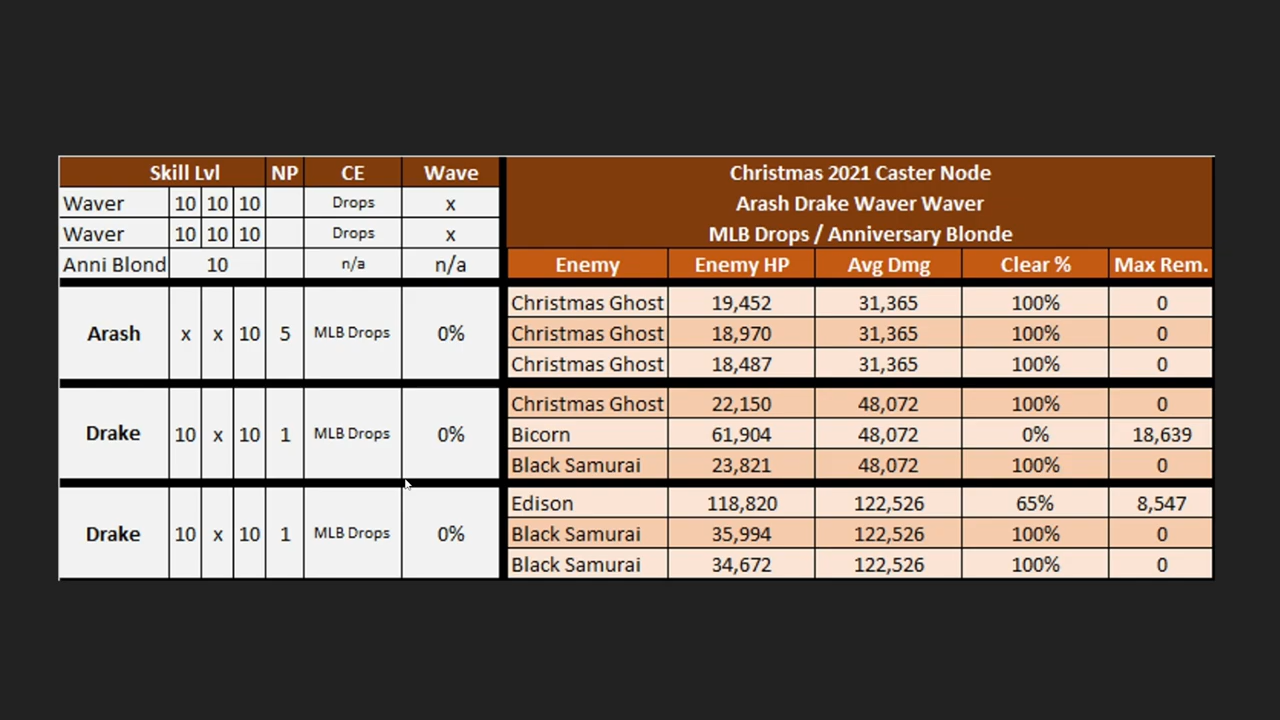 Skill Lvl NP CE Wave Christmas 2021 Caster Node
Waver 10 10 10 Drops x Arash Drake Waver Waver
Waver 10 10 10 Drops x MLB Drops / Anniversary Blonde
Anni Blond 10 n/a n/a Enemy Enemy HP Avg Dmg Clear % Max Rem.
Christmas Ghost 19,452 31,365 100% 0
Arash x x 10 5 MLB Drops 0% Christmas Ghost 18,970 31,365 100% 0
Christmas Ghost 18,487 31,365 100% 0
Christmas Ghost 22,150 48,072 100% 0
Drake 10 x 10 1 MLB Drops 0% Bicorn 61,904 48,072 0% 18,639
Black Samurai 23,821 48,072 100% 0
Edison 118,820 122,526 65% 8,547
Drake 10 x 10 1 MLB Drops 0% Black Samurai 35,994 122,526 100% 0
Black Samurai 34,672 122,526 100% 0